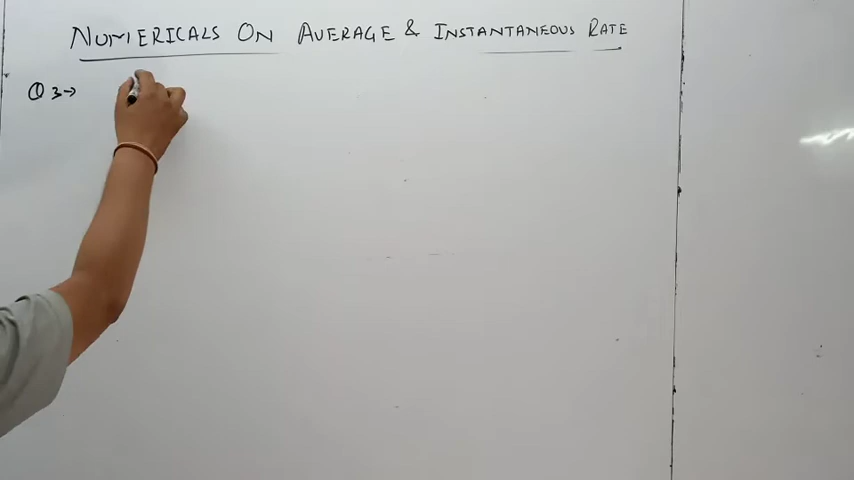 NUMERICALS ON AVERAGE & INSTANTANEOUS RATE
Q 3→